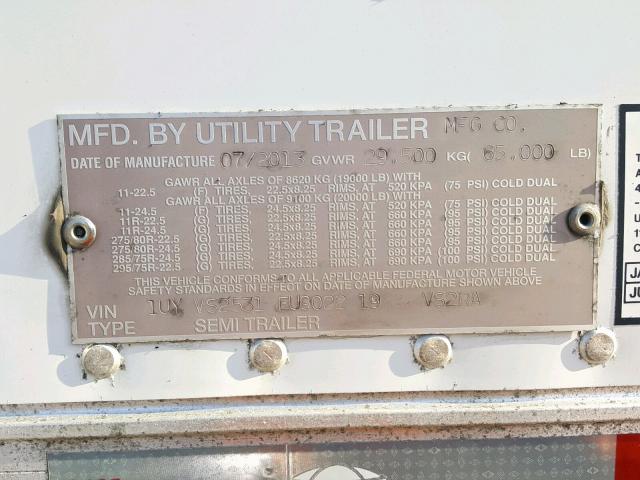 MFD. BY UTILITY TRAILER MFG CO.
DATE OF MANUFACTURE 07/2013 GVWR 29.500 KG( 65.000 LB)
GAWR ALL AXLES OF 8620 KG (19000 LB) WITH
11-22.5 (F) TIRES, 22.5x8.25 RIMS, AT 520 KPA (75 PSI) COLD DUAL
GAWR ALL AXLES OF 9100 KG (20000 LB) WITH
11-24.5 (F) TIRES, 24.5x8.25 RIMS, AT 520 KPA (75 PSI) COLD DUAL
11R-22.5 (G) TIRES, 22.5x8.25 RIMS, AT 660 KPA (95 PSI) COLD DUAL
11R-24.5 (G) TIRES, 24.5x8.25 RIMS, AT 660 KPA (95 PSI) COLD DUAL
275/80R-22.5 (G) TIRES, 22.5x8.25 RIMS, AT 660 KPA (95 PSI) COLD DUAL
275/80R-24.5 (G) TIRES, 24.5x8.25 RIMS, AT 660 KPA (95 PSI) COLD DUAL
285/75R-24.5 (G) TIRES, 24.5x8.25 RIMS, AT 690 KPA (100 PSI) COLD DUAL
295/75R-22.5 (G) TIRES, 22.5x8.25 RIMS, AT 690 KPA (100 PSI) COLD DUAL
THIS VEHICLE CONFORMS TO ALL APPLICABLE FEDERAL MOTOR VEHICLE
SAFETY STANDARDS IN EFFECT ON DATE OF MANUFACTURE SHOWN ABOVE
VIN 1UY VS2531 EU8022 19 VS2RA
TYPE SEMI TRAILER
JA
JU